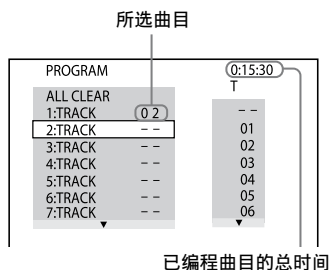 所选曲目
PROGRAM 0:15:30
T
ALL CLEAR
1:TRACK 0 2 – –
2:TRACK – – 01
3:TRACK – – 02
4:TRACK – – 03
5:TRACK – – 04
6:TRACK – – 05
7:TRACK – – 06
已编程曲目的总时间